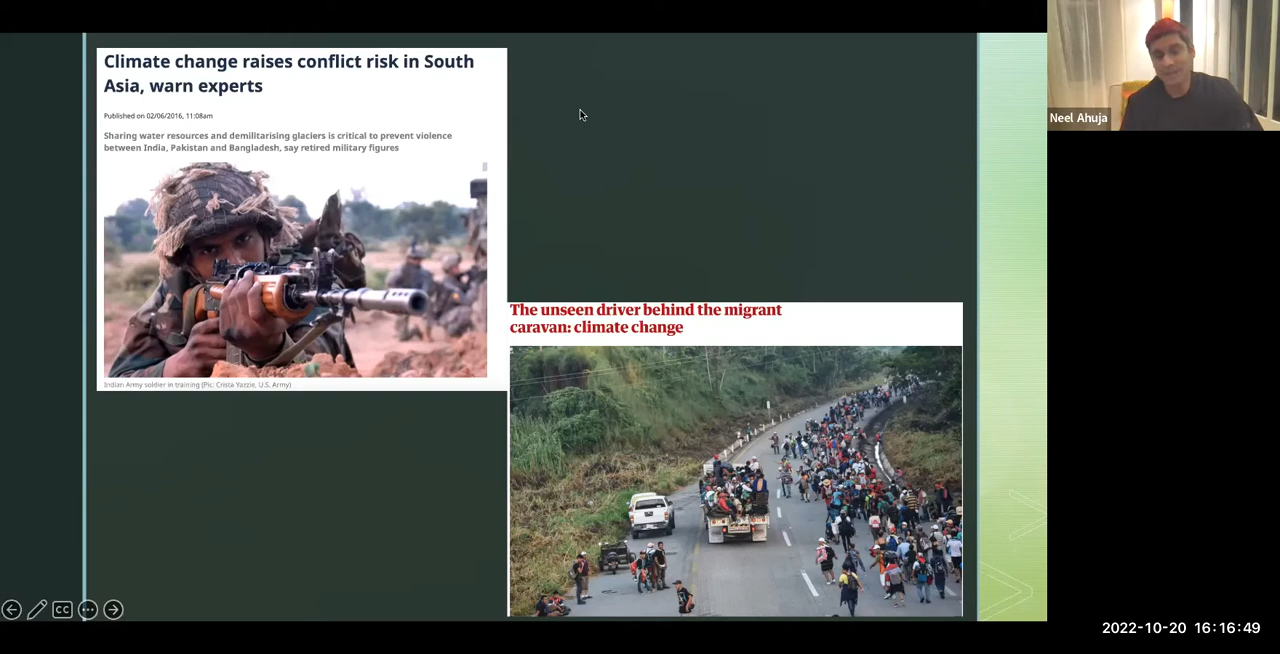 Climate change raises conflict risk in South
Asia, warn experts
Published on 02/06/2016, 11:08am
Sharing water resources and demilitarising glaciers is critical to prevent violence
between India, Pakistan and Bangladesh, say retired military figures
Indian Army soldier in training (Pic: Crista Yazzie, U.S. Army)
The unseen driver behind the migrant
caravan: climate change
Neel Ahuja
CC
2022-10-20 16:16:49